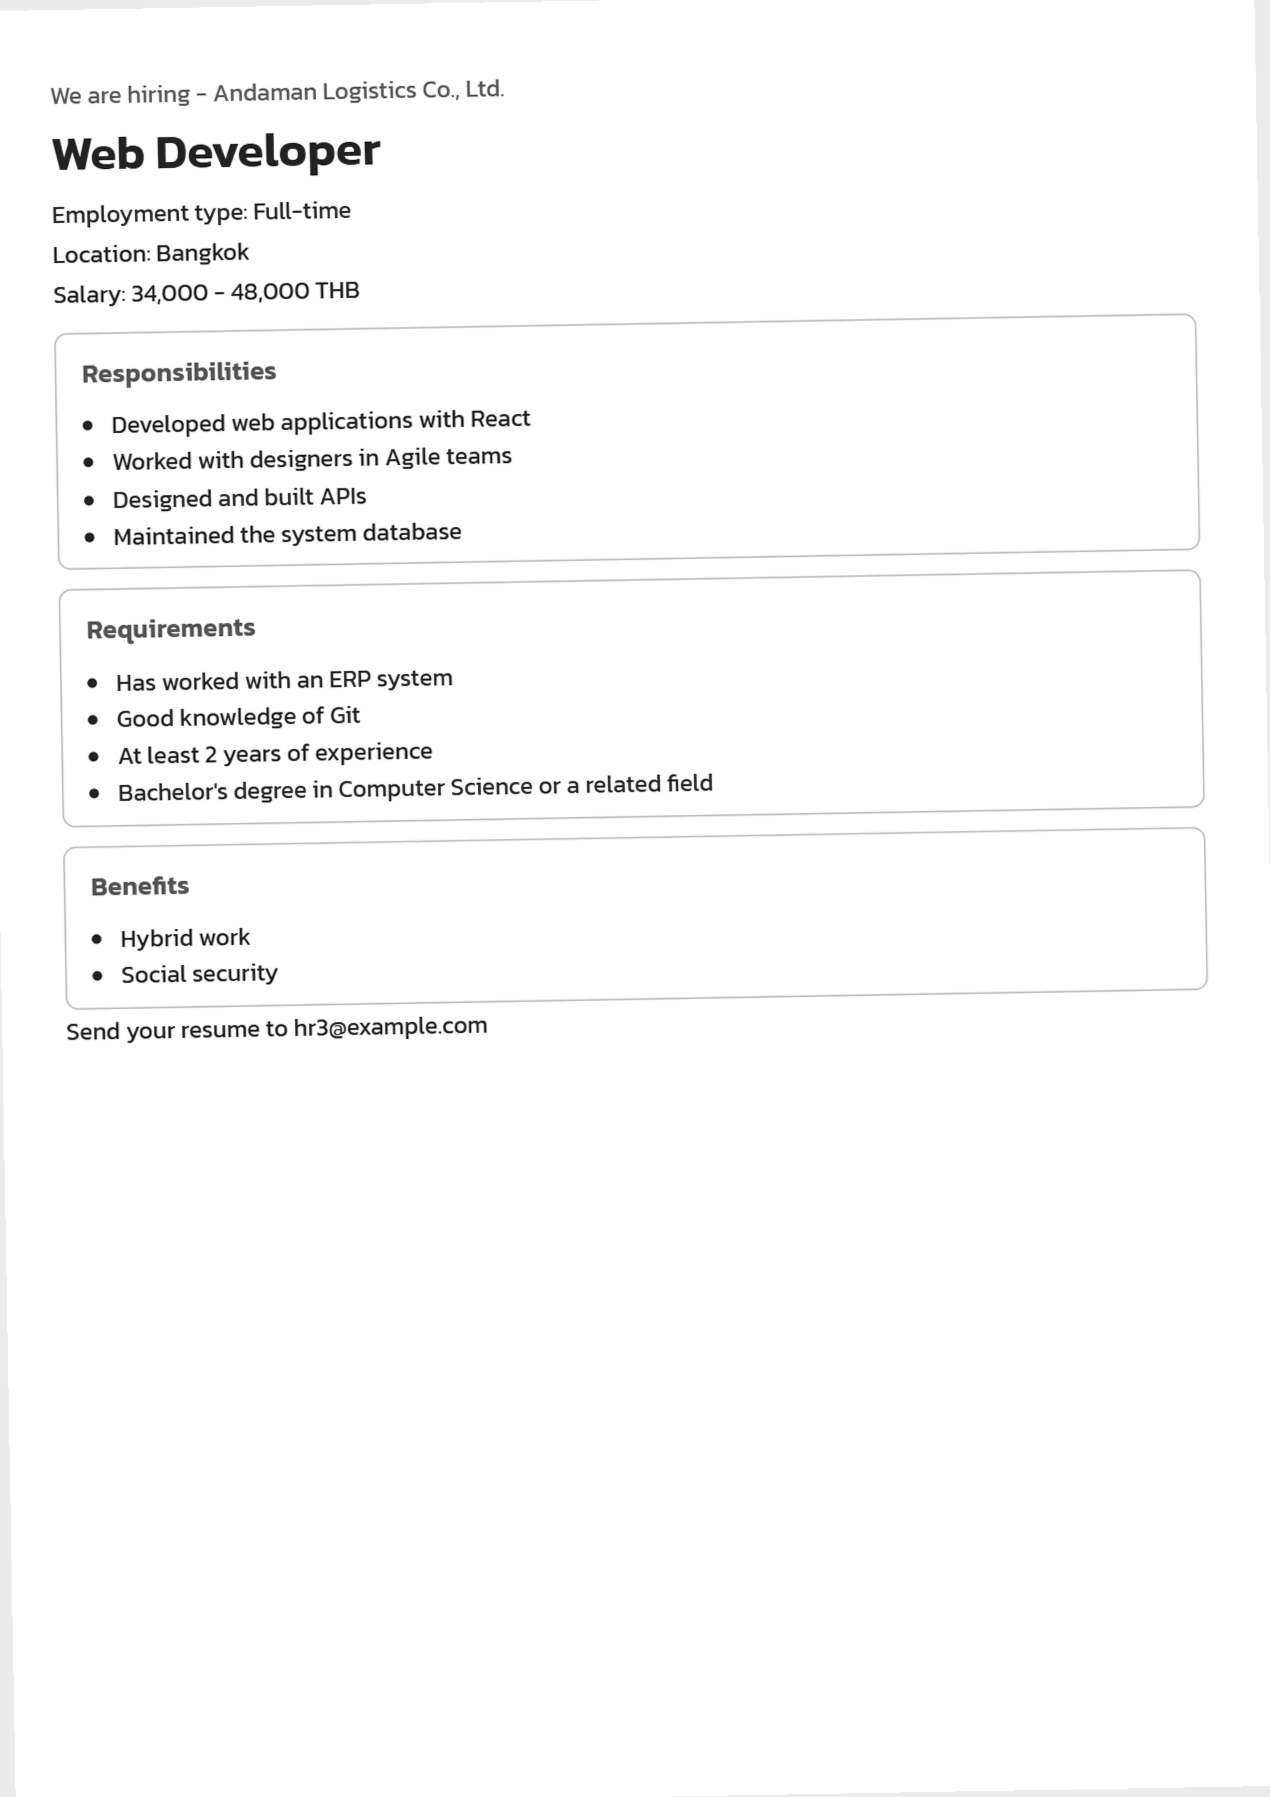 We are hiring – Andaman Logistics Co., Ltd.
Web Developer
Employment type: Full-time
Location: Bangkok
Salary: 34,000 – 48,000 THB
Responsibilities
• Developed web applications with React
• Worked with designers in Agile teams
• Designed and built APIs
• Maintained the system database
Requirements
• Has worked with an ERP system
• Good knowledge of Git
• At least 2 years of experience
• Bachelor's degree in Computer Science or a related field
Benefits
• Hybrid work
• Social security
Send your resume to hr3@example.com